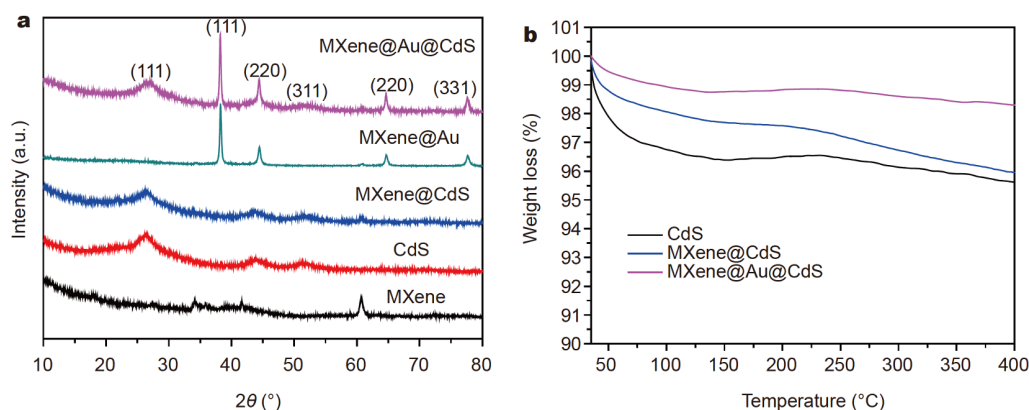 a
Intensity (a.u.)
(111)
(111)
(220)
(311)
(220)
(331)
MXene@Au@CdS
MXene@Au
MXene@CdS
CdS
MXene
10 20 30 40 50 60 70 80
2θ (°)
b
Weight loss (%)
101
100
99
98
97
96
95
94
93
92
91
90
CdS
MXene@CdS
MXene@Au@CdS
50 100 150 200 250 300 350 400
Temperature (°C)